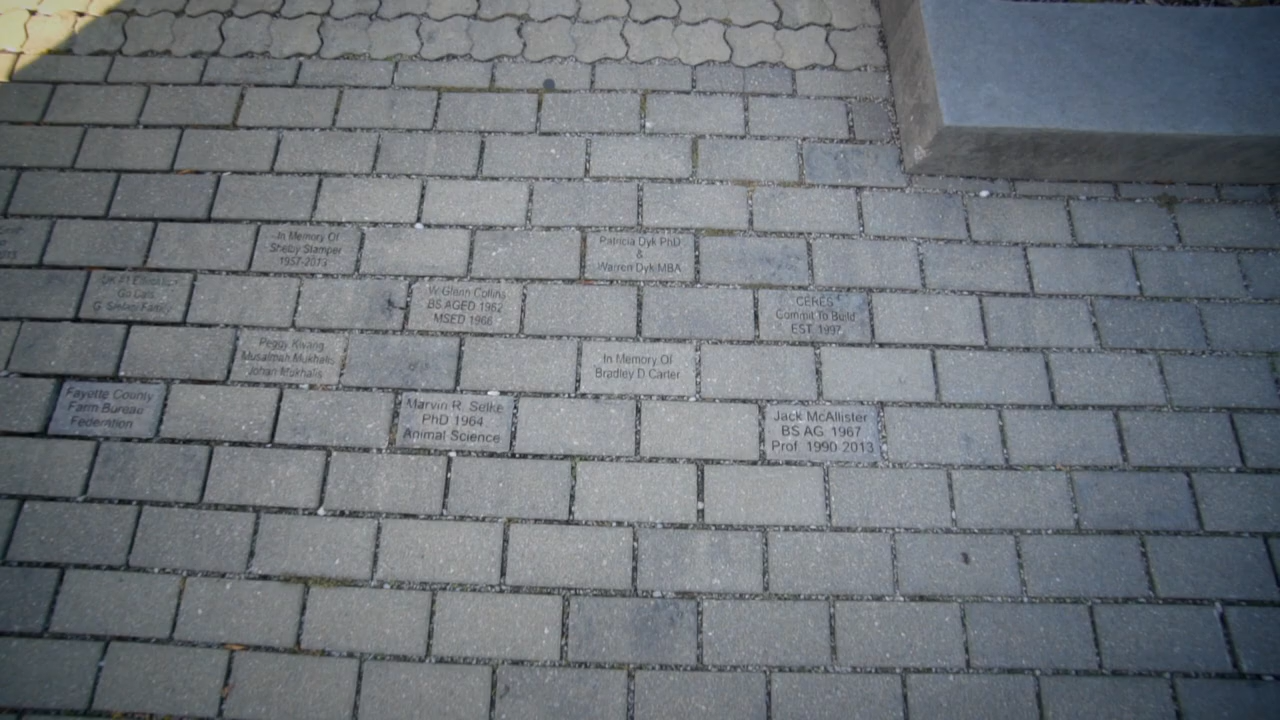 In Memory Of
Shelby Stamper
1957-2013
Patricia Dyk PhD
&
Warren Dyk MBA
Go Cats
G. Smiley Family
W Glenn Collins
BS AGED 1962
MSED 1966
CERES
Commit To Build
EST 1997
Peggy Kwang
Musalmah Mukhalis
Johan Mukhalis
In Memory Of
Bradley D Carter
Fayette County
Farm Bureau
Federation
Marvin R. Selke
PhD 1964
Animal Science
Jack McAllister
BS AG 1967
Prof 1990 2013